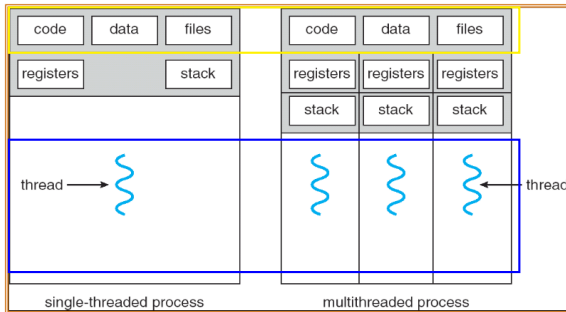 code data files code data files
registers stack registers registers registers
stack stack stack
thread thread
single-threaded process multithreaded process